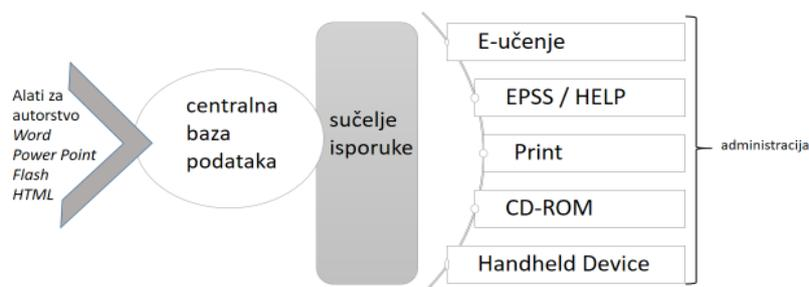 Alati za
autorstvo
Word
Power Point
Flash
HTML
centralna
baza
podataka
sučelje
isporuke
E-učenje
EPSS / HELP
Print
CD-ROM
Handheld Device
administracija